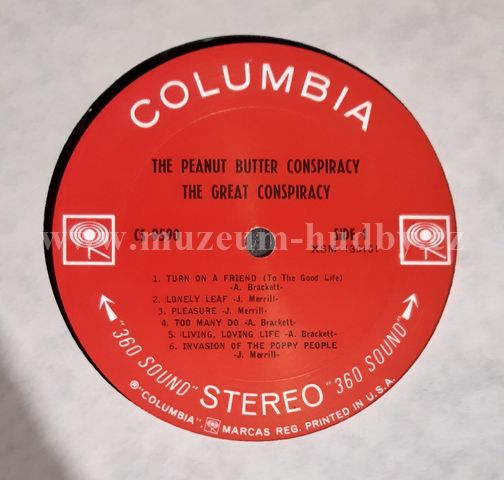 COLUMBIA
THE PEANUT BUTTER CONSPIRACY
THE GREAT CONSPIRACY
CS 9590
SIDE
www.muzeum-hudby.cz
1. TURN ON A FRIEND (To The Good Life)
-A. Brackett-
2. LONELY LEAF -J. Merrill-
3. PLEASURE -J. Merrill-
4. TOO MANY DO -A. Brackett-
5. LIVING, LOVING LIFE -A. Brackett-
6. INVASION OF THE POPPY PEOPLE
-J. Merrill-
"360 SOUND" STEREO "360 SOUND"
℗"COLUMBIA", MARCAS REG. PRINTED IN U.S.A.